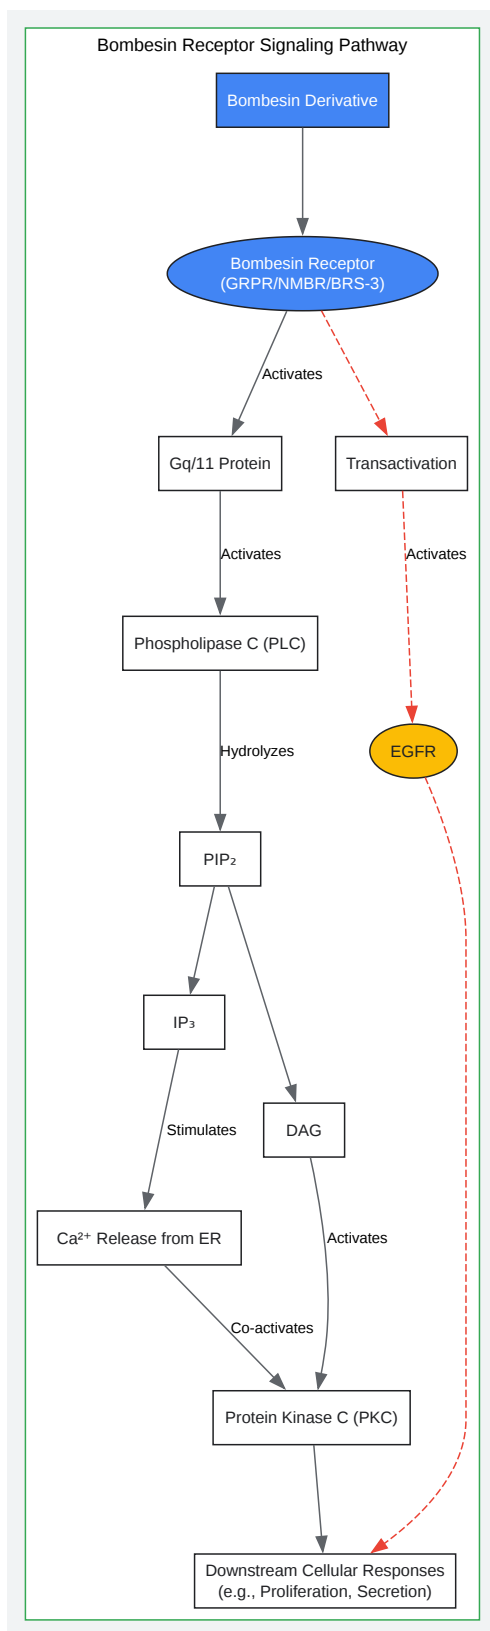 Bombesin Receptor Signaling Pathway
Bombesin Derivative
Bombesin Receptor
(GRPR/NMBR/BRS-3)
Activates
Gq/11 Protein
Transactivation
Activates
Activates
Phospholipase C (PLC)
Hydrolyzes
EGFR
PIP₂
IP₃
Stimulates
DAG
Ca²⁺ Release from ER
Activates
Co-activates
Protein Kinase C (PKC)
Downstream Cellular Responses
(e.g., Proliferation, Secretion)